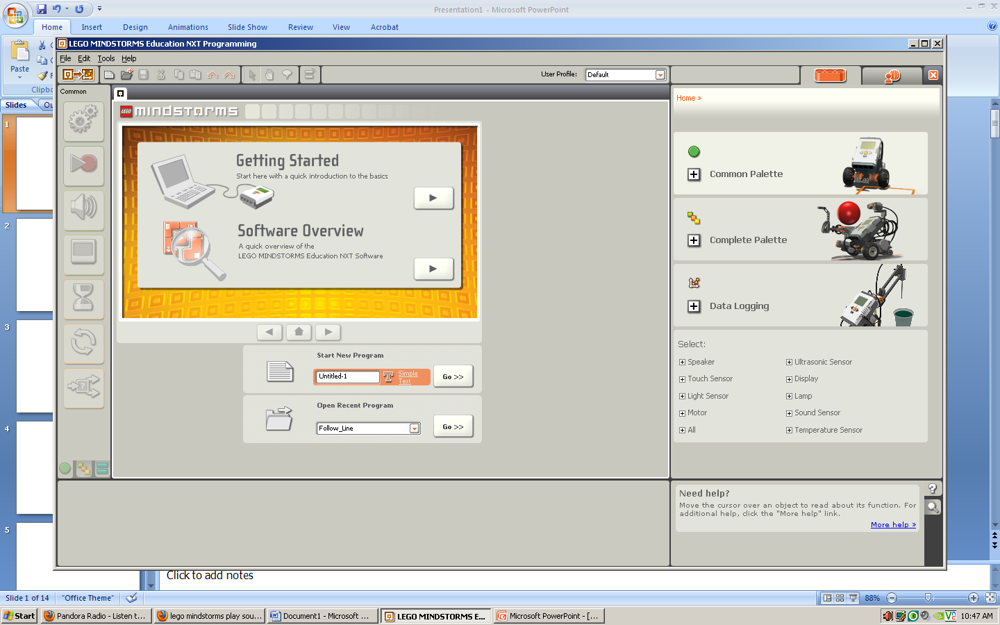 Presentation1 - Microsoft PowerPoint
Home Insert Design Animations Slide Show Review View Acrobat
Paste
Clipb
Slides Ou
1
2
3
4
5
LEGO MINDSTORMS Education NXT Programming
File Edit Tools Help
User Profile: Default
Common
LEGO mindstorms
Getting Started
Start here with a quick introduction to the basics
Software Overview
A quick overview of the
LEGO MINDSTORMS Education NXT Software
Start New Program
Untitled-1 T Simple
Text
Go >>
Open Recent Program
Follow_Line Go >>
Home »
Common Palette
Complete Palette
Data Logging
Select:
Speaker Ultrasonic Sensor
Touch Sensor Display
Light Sensor Lamp
Motor Sound Sensor
All Temperature Sensor
Need help?
Move the cursor over an object to read about its function. For
additional help, click the "More help" link.
More help »
Click to add notes
Slide 1 of 14 "Office Theme" 88%
Start Pandora Radio - Listen t... lego mindstorms play sou... Document1 - Microsoft ... LEGO MINDSTORMS E... Microsoft PowerPoint - [... 10:47 AM